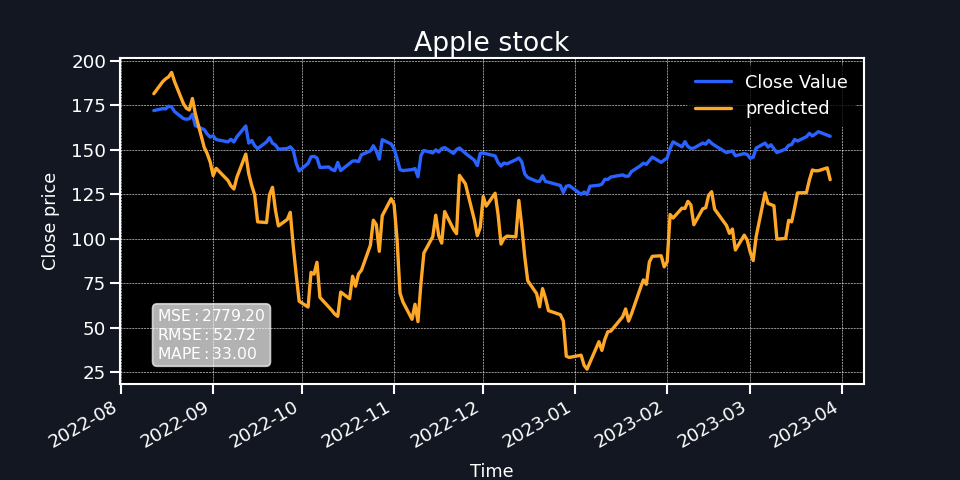 Apple stock
Close Value
predicted
Close price
200
175
150
125
100
75
50
25
MSE : 2779.20
RMSE : 52.72
MAPE : 33.00
2022-08
2022-09
2022-10
2022-11
2022-12
2023-01
2023-02
2023-03
2023-04
Time